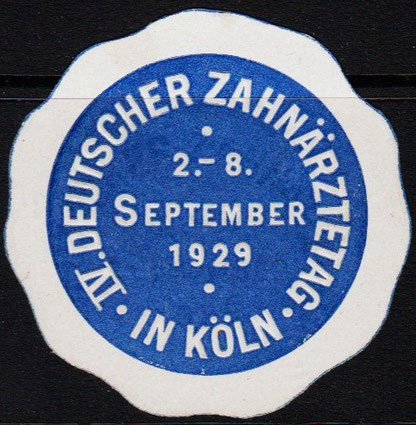 IV. DEUTSCHER ZAHNÄRZTETAG
· IN KÖLN ·
2.-8.
SEPTEMBER
1929